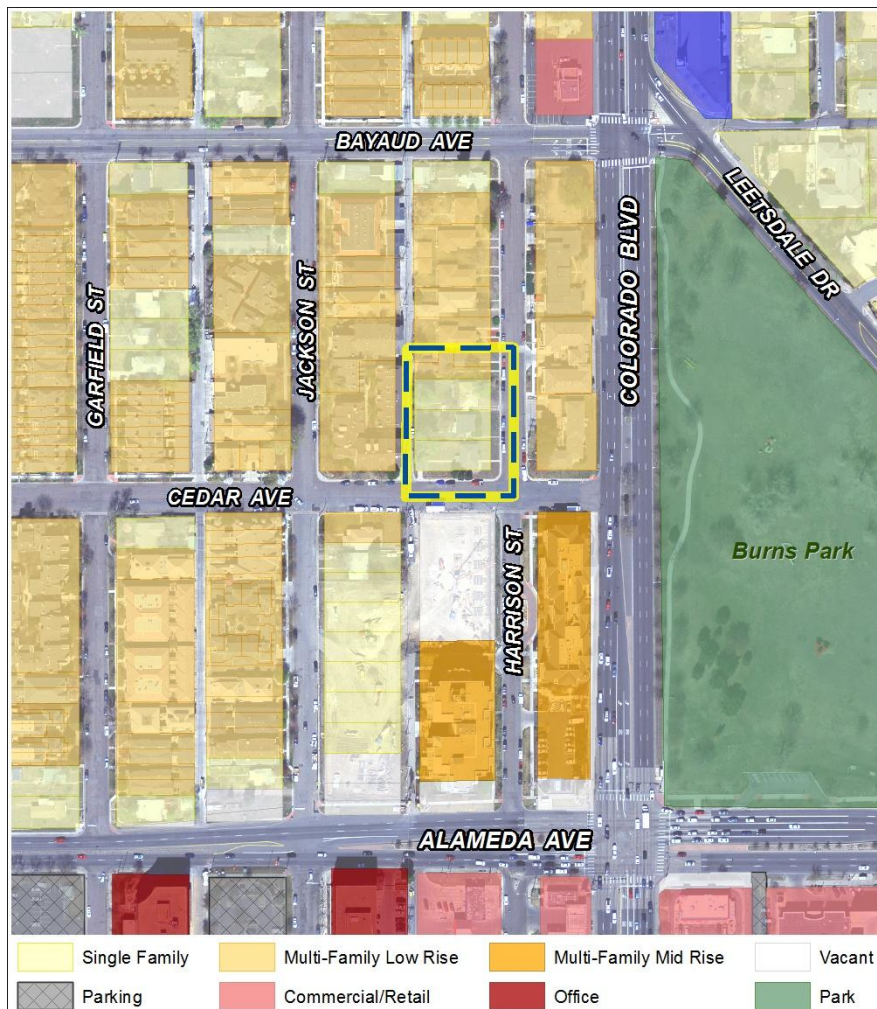 BAYAUD AVE
LEETSDALE DR
COLORADO BLVD
GARFIELD ST
JACKSON ST
CEDAR AVE
HARRISON ST
Burns Park
ALAMEDA AVE
Single Family
Multi-Family Low Rise
Multi-Family Mid Rise
Vacant
Parking
Commercial/Retail
Office
Park